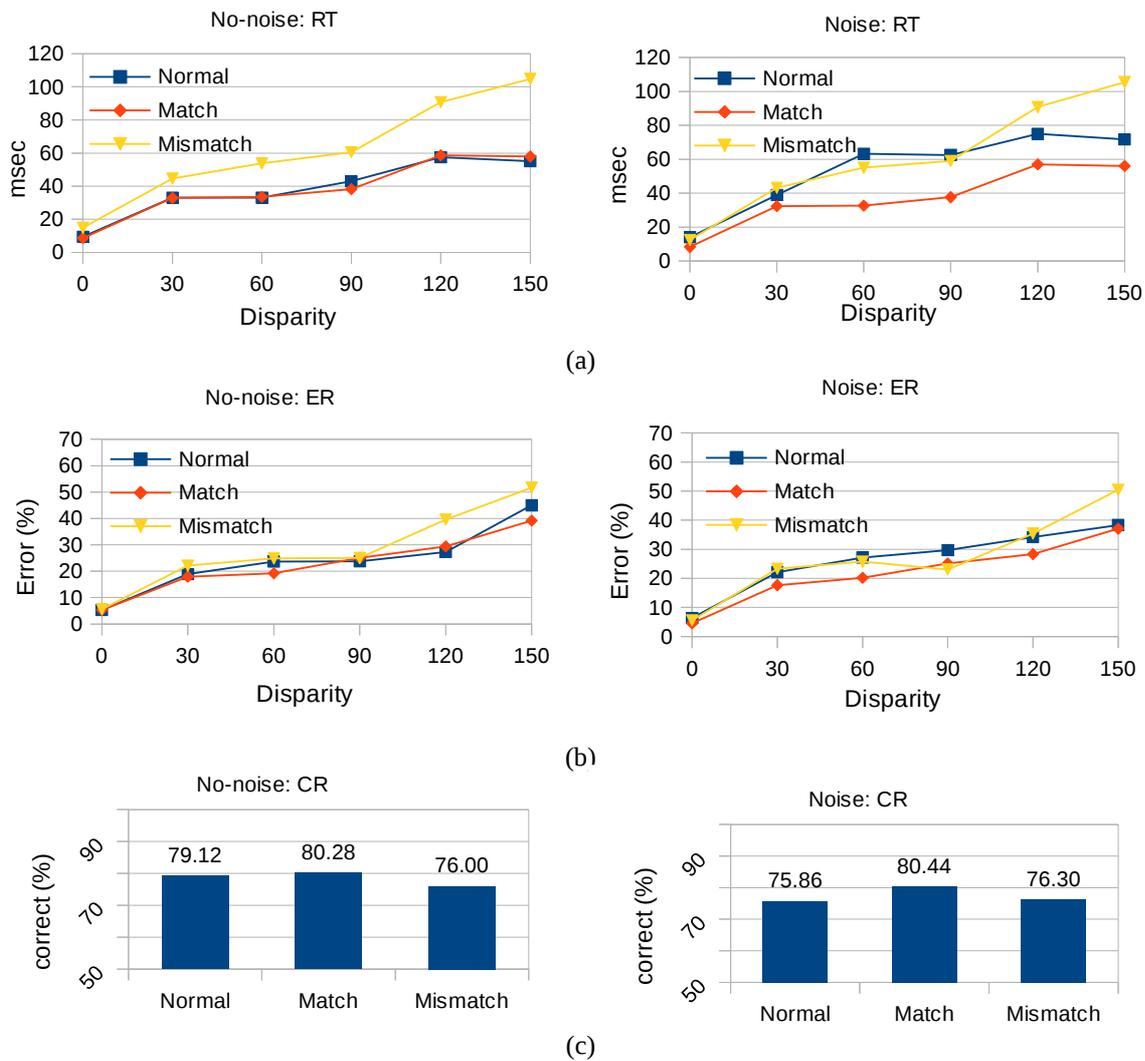 No-noise: RT
120
100
80
60
40
20
0
msec
Normal
Match
Mismatch
0 30 60 90 120 150
Disparity
Noise: RT
120
100
80
60
40
20
0
msec
Normal
Match
Mismatch
0 30 60 90 120 150
Disparity
(a)
No-noise: ER
70
60
50
40
30
20
10
0
Error (%)
Normal
Match
Mismatch
0 30 60 90 120 150
Disparity
Noise: ER
70
60
50
40
30
20
10
0
Error (%)
Normal
Match
Mismatch
0 30 60 90 120 150
Disparity
(b)
No-noise: CR
90
70
50
correct (%)
79.12 80.28 76.00
Normal Match Mismatch
Noise: CR
90
70
50
correct (%)
75.86 80.44 76.30
Normal Match Mismatch
(c)